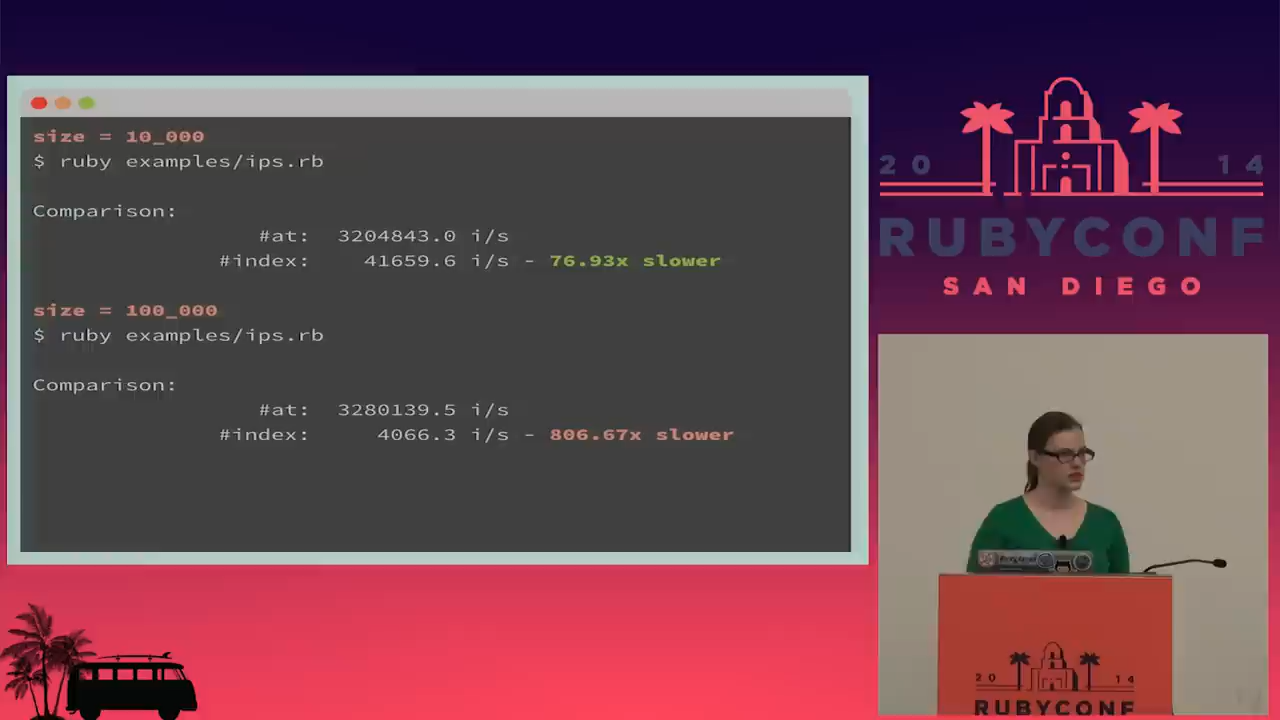 size = 10_000
$ ruby examples/ips.rb
Comparison:
#at: 3204843.0 i/s
#index: 41659.6 i/s - 76.93x slower
size = 100_000
$ ruby examples/ips.rb
Comparison:
#at: 3280139.5 i/s
#index: 4066.3 i/s - 806.67x slower
20 14
RUBYCONF
SAN DIEGO
20 14
RUBYCONF